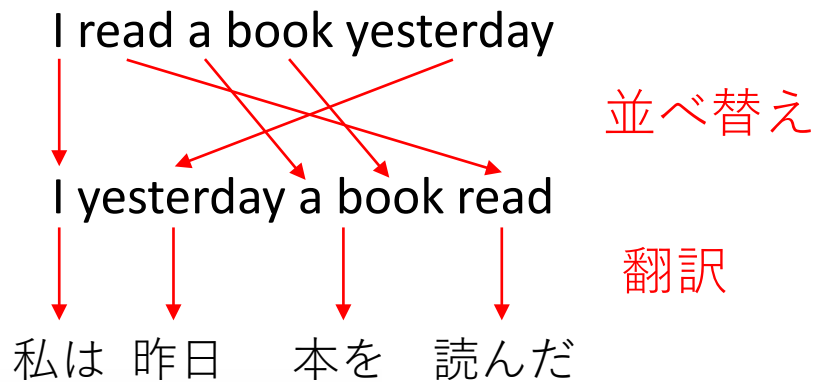 I read a book yesterday
並べ替え
I yesterday a book read
翻訳
私は 昨日 本を 読んだ